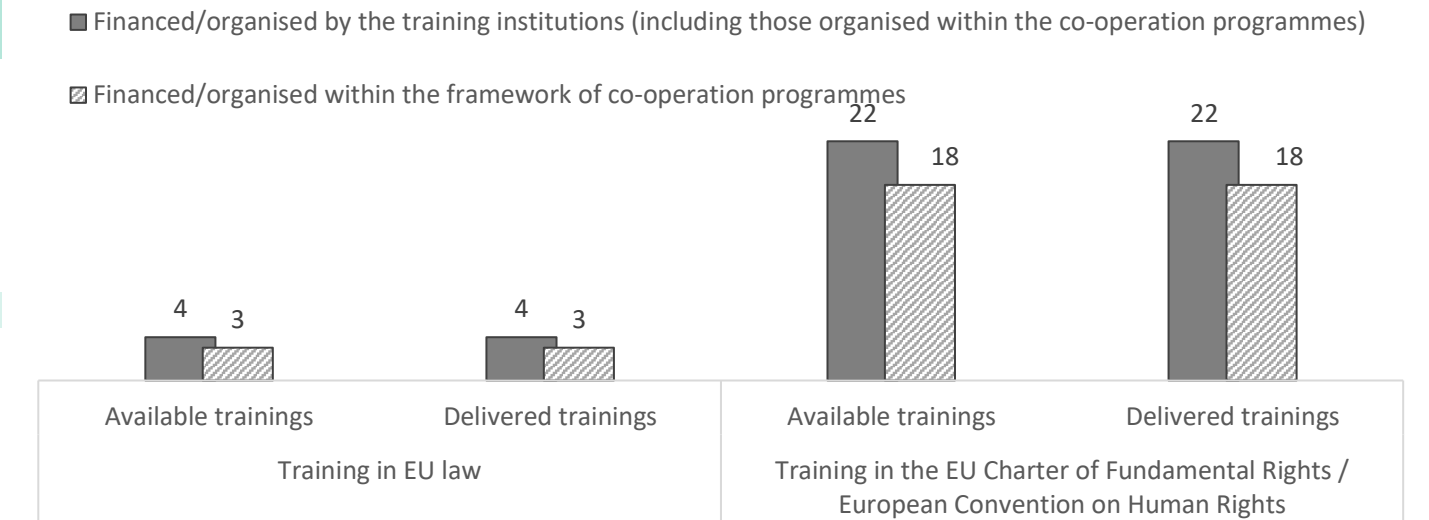 Financed/organised by the training institutions (including those organised within the co-operation programmes)
Financed/organised within the framework of co-operation programmes
22
18
22
18
4
3
4
3
Available trainings
Delivered trainings
Available trainings
Delivered trainings
Training in EU law
Training in the EU Charter of Fundamental Rights /
European Convention on Human Rights